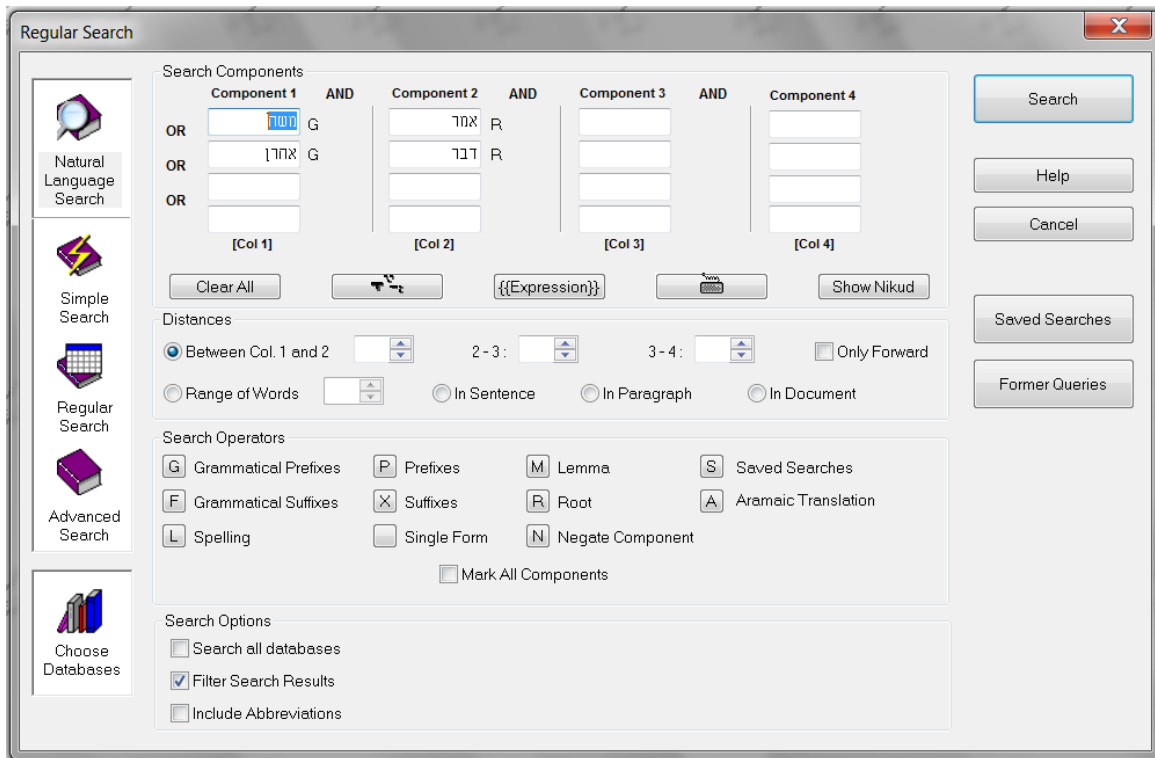 Regular Search
Natural Language Search
Simple Search
Regular Search
Advanced Search
Choose Databases
Search Components
Component 1 AND Component 2 AND Component 3 AND Component 4
OR משה G אמר R
OR אהרן G דבר R
OR
[Col 1] [Col 2] [Col 3] [Col 4]
Clear All {{Expression}} Show Nikud
Distances
Between Col. 1 and 2 2 - 3 : 3 - 4 : Only Forward
Range of Words In Sentence In Paragraph In Document
Search Operators
G Grammatical Prefixes P Prefixes M Lemma S Saved Searches
F Grammatical Suffixes X Suffixes R Root A Aramaic Translation
L Spelling Single Form N Negate Component
Mark All Components
Search Options
Search all databases
Filter Search Results
Include Abbreviations
Search
Help
Cancel
Saved Searches
Former Queries